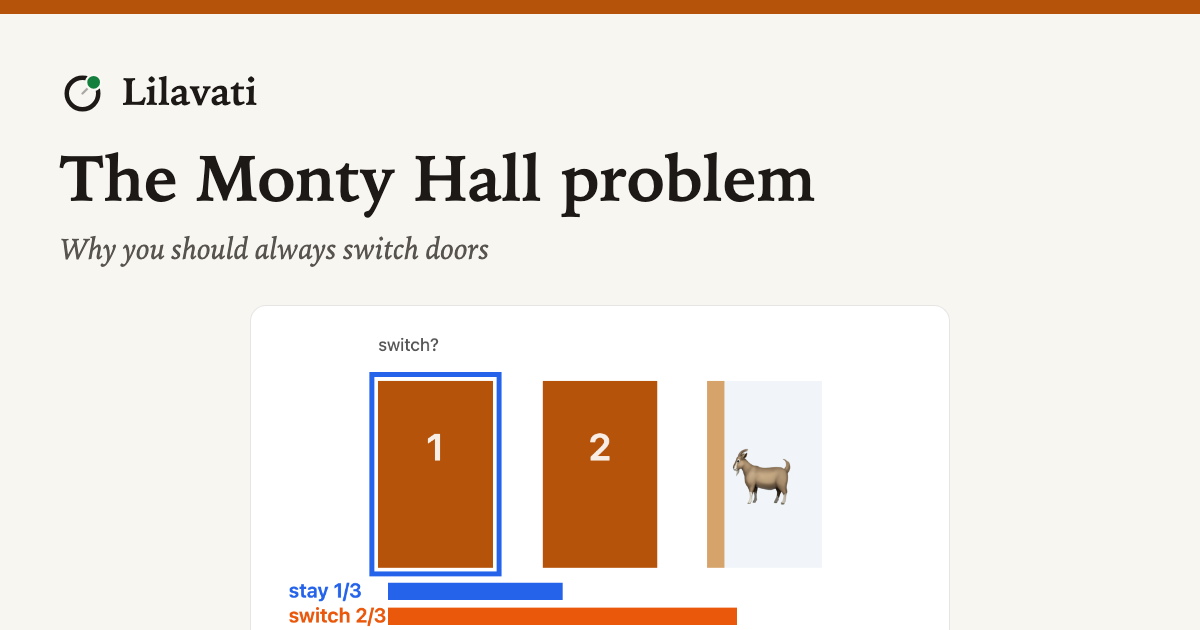 Lilavati
The Monty Hall problem
Why you should always switch doors
switch?
1 2
stay 1/3
switch 2/3